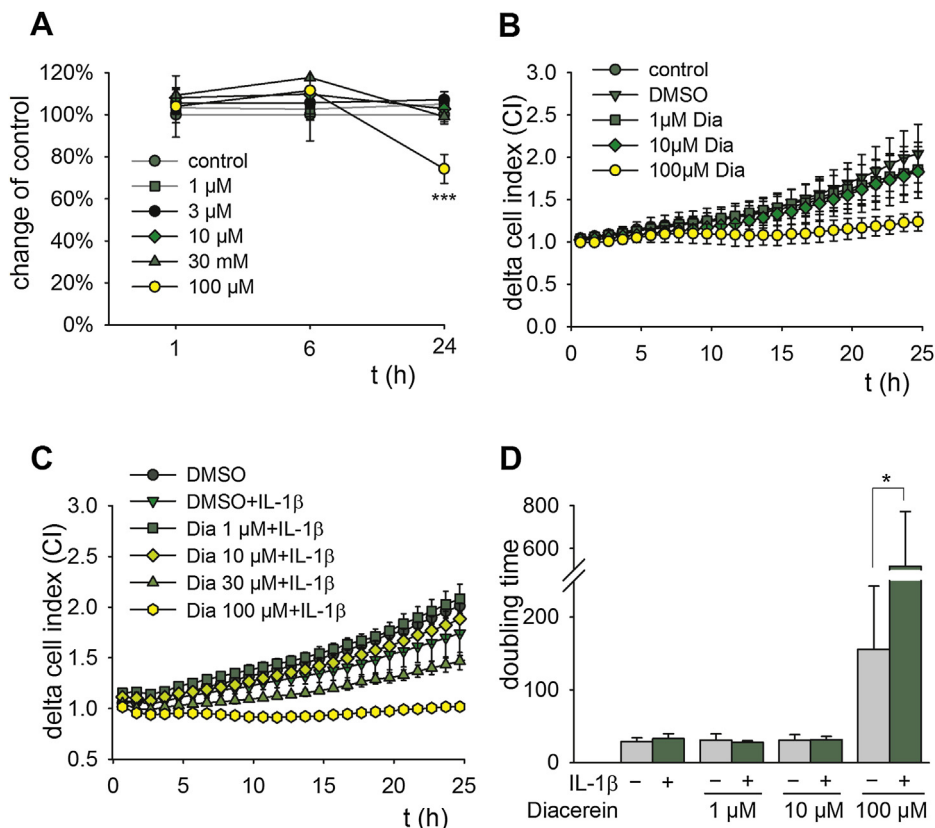 A
120%
100%
80%
60%
40%
20%
0%
change of control
control
1 µM
3 µM
10 µM
30 mM
100 µM
***
1
6
24
t (h)
B
3.0
2.5
2.0
1.5
1.0
0.5
0.0
delta cell index (CI)
control
DMSO
1µM Dia
10µM Dia
100µM Dia
0
5
10
15
20
25
t (h)
C
3.0
2.5
2.0
1.5
1.0
0.5
delta cell index (CI)
DMSO
DMSO+IL-1β
Dia 1 µM+IL-1β
Dia 10 µM+IL-1β
Dia 30 µM+IL-1β
Dia 100 µM+IL-1β
0
5
10
15
20
25
t (h)
D
800
600
200
100
0
doubling time
*
IL-1β − + − + − + − +
Diacerein 1 µM 10 µM 100 µM